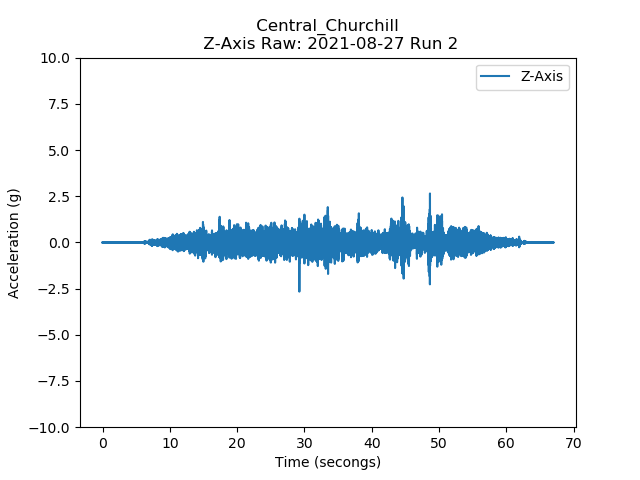 Central_Churchill
Z-Axis Raw: 2021-08-27 Run 2
Z-Axis
10.0
7.5
5.0
2.5
0.0
−2.5
−5.0
−7.5
−10.0
Acceleration (g)
0 10 20 30 40 50 60 70
Time (secongs)